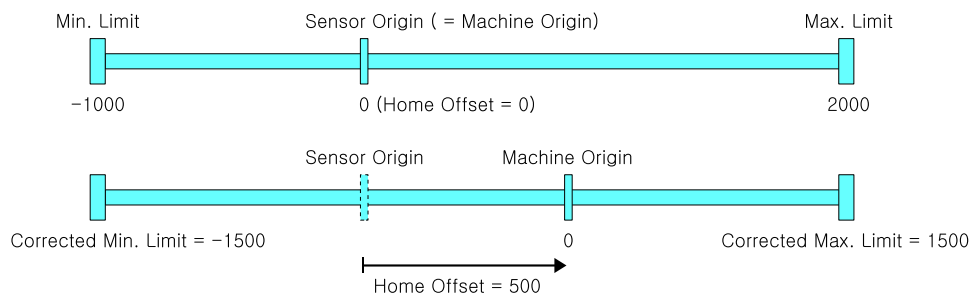 Min. Limit Sensor Origin ( = Machine Origin) Max. Limit
−1000 0 (Home Offset = 0) 2000
Sensor Origin Machine Origin
Corrected Min. Limit = −1500 0 Corrected Max. Limit = 1500
Home Offset = 500